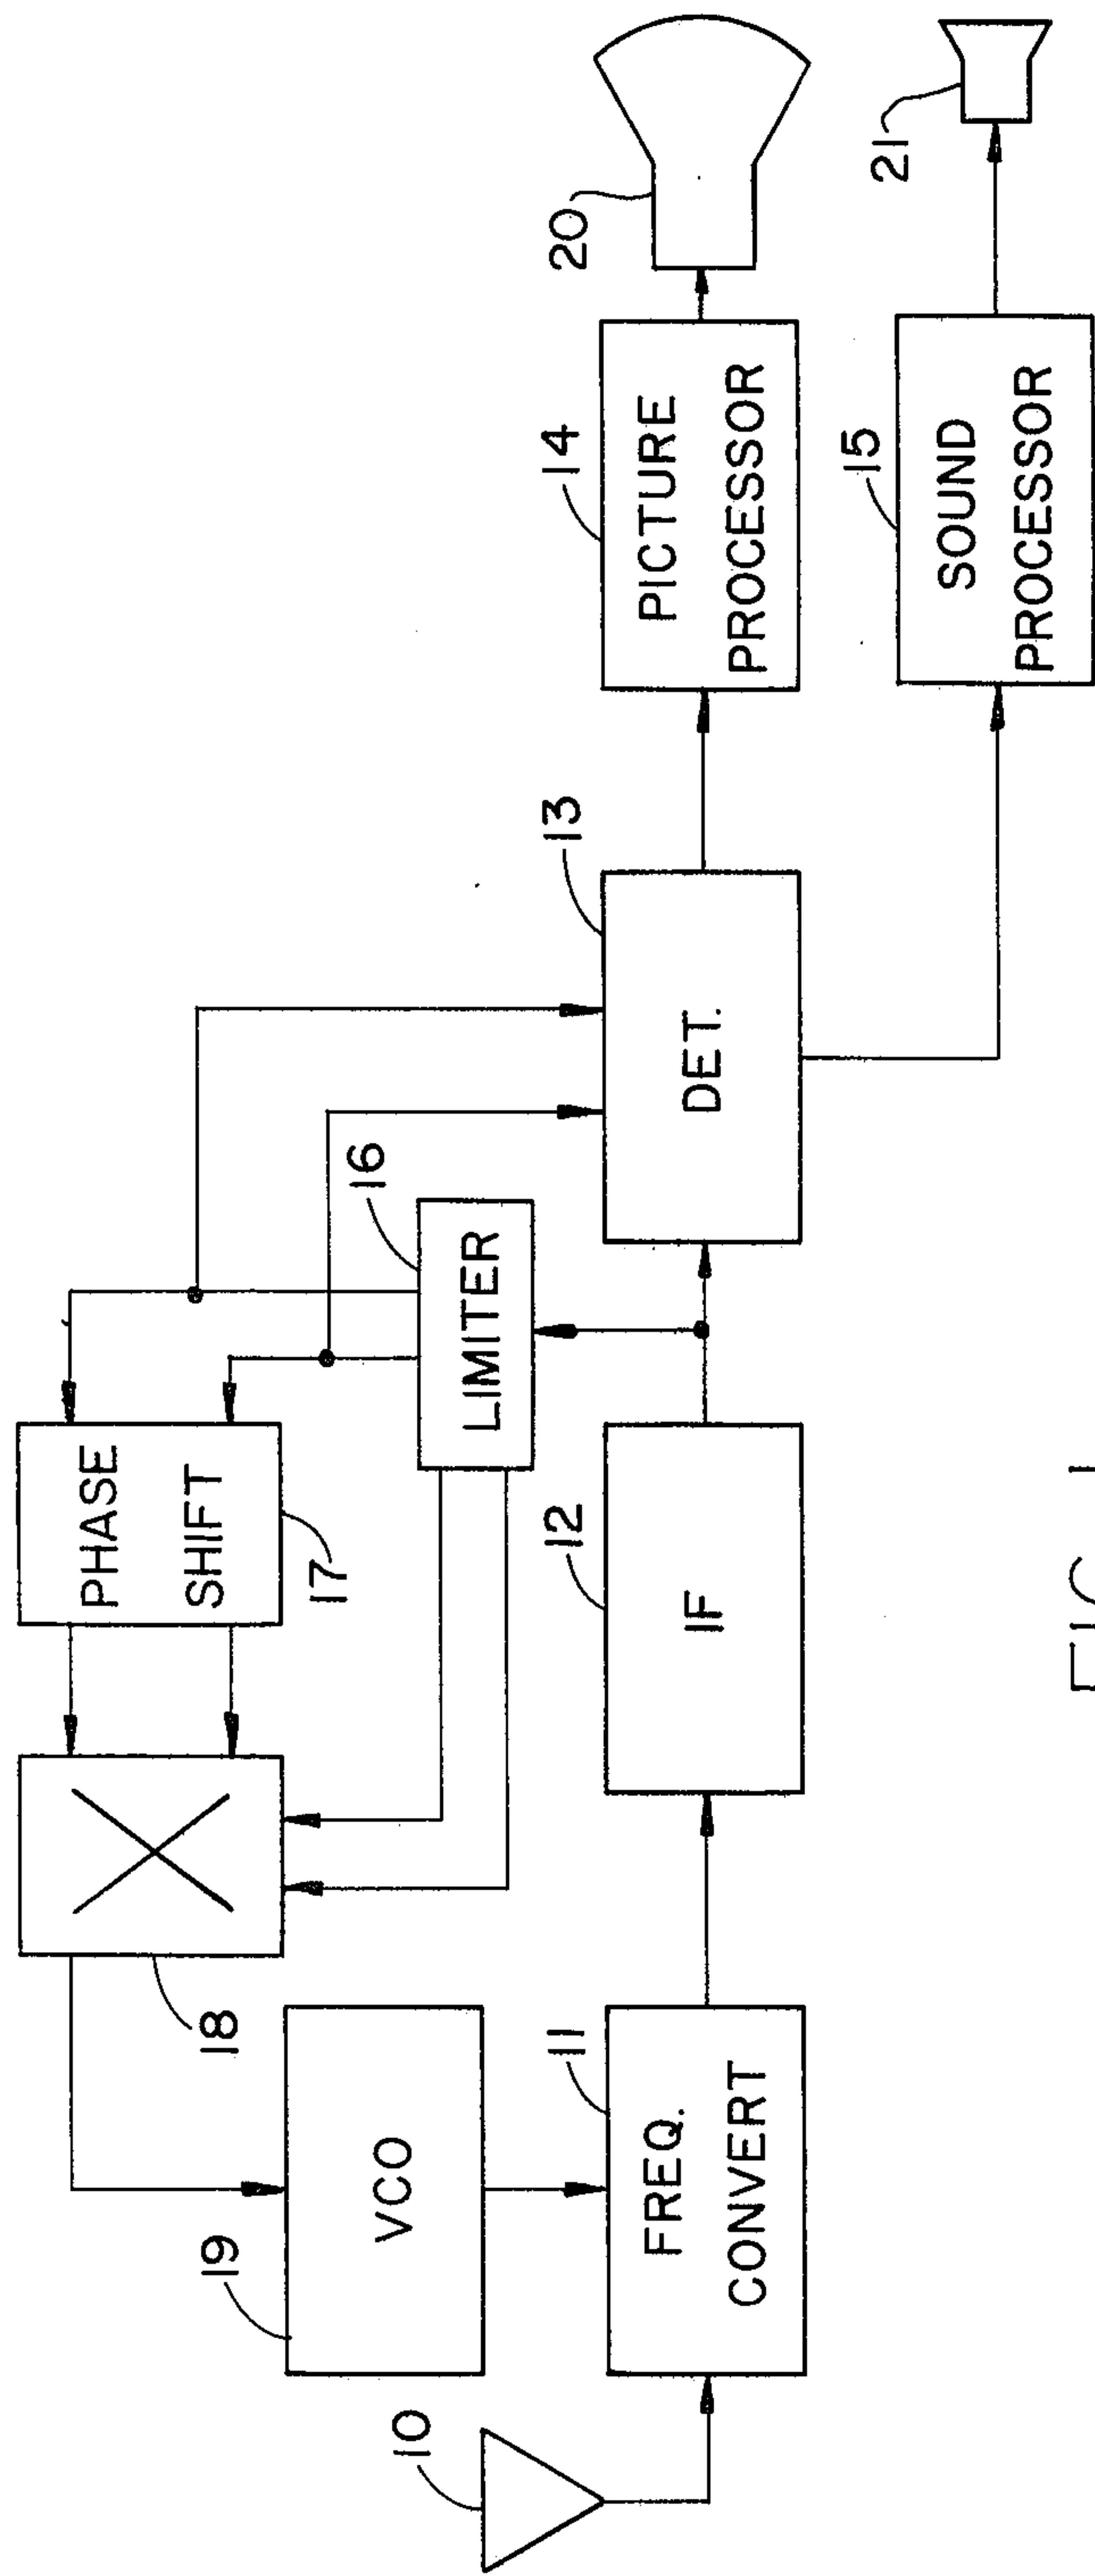 PHASE
SHIFT
17
18
16
LIMITER
19
VCO
10
11
FREQ.
CONVERT
12
IF
13
DET.
14
PICTURE
PROCESSOR
20
15
SOUND
PROCESSOR
21